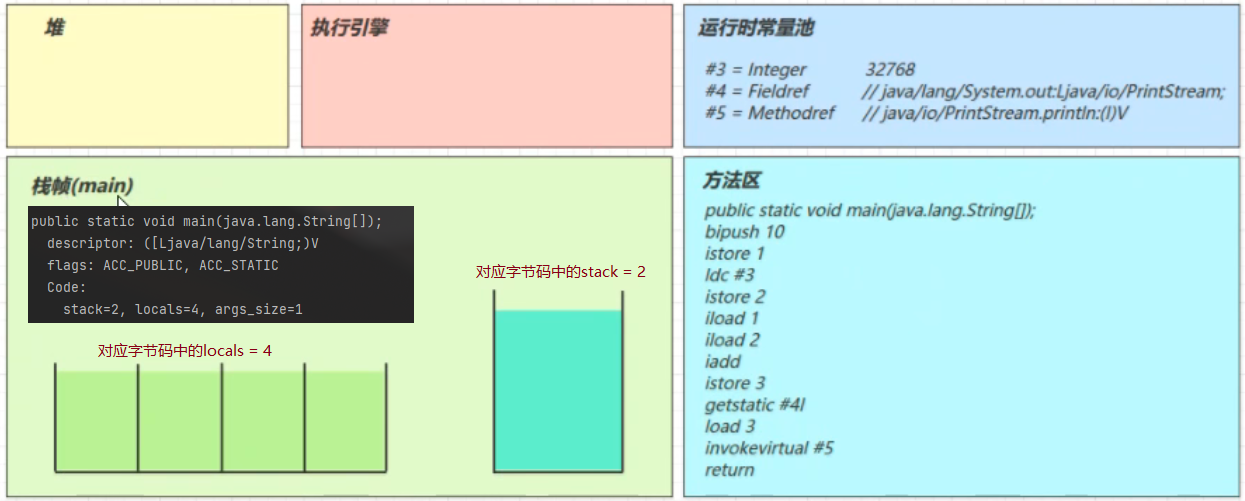 堆
执行引擎
运行时常量池
#3 = Integer 32768
#4 = Fieldref // java/lang/System.out:Ljava/io/PrintStream;
#5 = Methodref // java/io/PrintStream.println:(I)V
栈帧(main)
public static void main(java.lang.String[]);
descriptor: ([Ljava/lang/String;)V
flags: ACC_PUBLIC, ACC_STATIC
Code:
stack=2, locals=4, args_size=1
对应字节码中的stack = 2
对应字节码中的locals = 4
方法区
public static void main(java.lang.String[]);
bipush 10
istore 1
ldc #3
istore 2
iload 1
iload 2
iadd
istore 3
getstatic #4I
load 3
invokevirtual #5
return